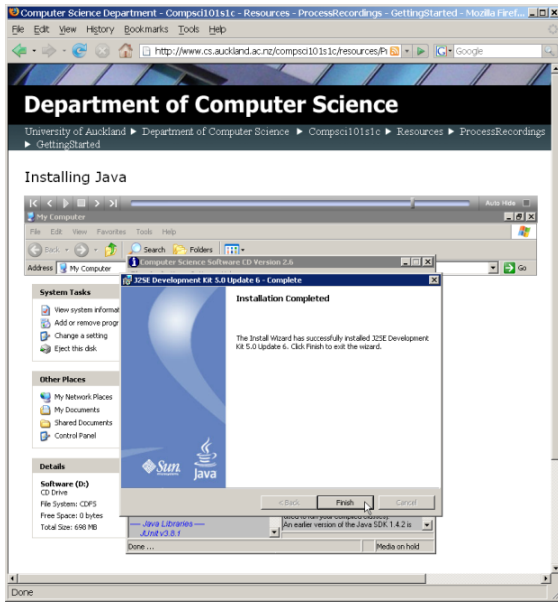 Computer Science Department - Compsci101s1c - Resources - ProcessRecordings - GettingStarted - Mozilla Firef...
File Edit View History Bookmarks Tools Help
http://www.cs.auckland.ac.nz/compsci101s1c/resources/Pr
Google
Department of Computer Science
University of Auckland ▶ Department of Computer Science ▶ Compsci101s1c ▶ Resources ▶ ProcessRecordings
▶ GettingStarted
Installing Java
Auto Hide
My Computer
File Edit View Favorites Tools Help
Back Search Folders
Address My Computer Go
Computer Science Software CD Version 2.6
J2SE Development Kit 5.0 Update 6 - Complete
System Tasks
View system informat
Add or remove progr
Change a setting
Eject this disk
Other Places
My Network Places
My Documents
Shared Documents
Control Panel
Details
Software (D:)
CD Drive
File System: CDFS
Free Space: 0 bytes
Total Size: 698 MB
Installation Completed
The Install Wizard has successfully installed J2SE Development
Kit 5.0 Update 6. Click Finish to exit the wizard.
Sun
Java
< Back Finish Cancel
---- Java Libraries ----
JUnit v3.8.1
An earlier version of the Java SDK 1.4.2 is
Done ...
Media on hold
Done